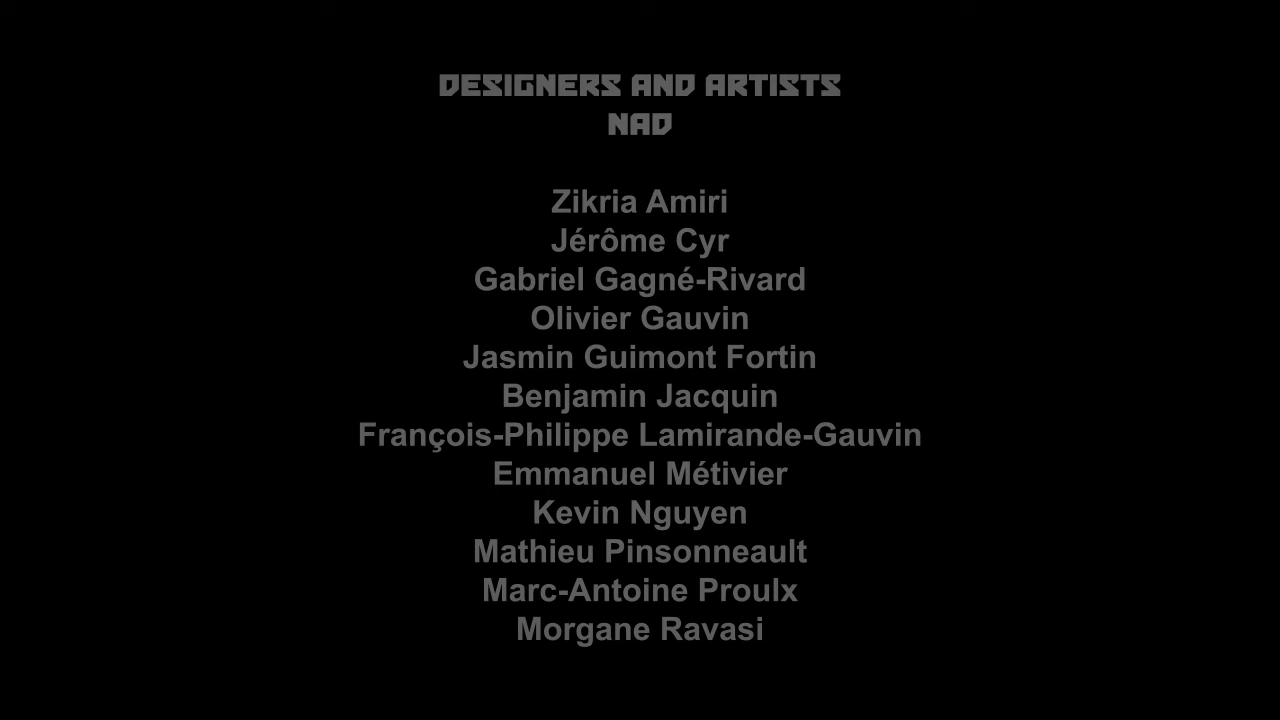 DESIGNERS AND ARTISTS
NAD
Zikria Amiri
Jérôme Cyr
Gabriel Gagné-Rivard
Olivier Gauvin
Jasmin Guimont Fortin
Benjamin Jacquin
François-Philippe Lamirande-Gauvin
Emmanuel Métivier
Kevin Nguyen
Mathieu Pinsonneault
Marc-Antoine Proulx
Morgane Ravasi